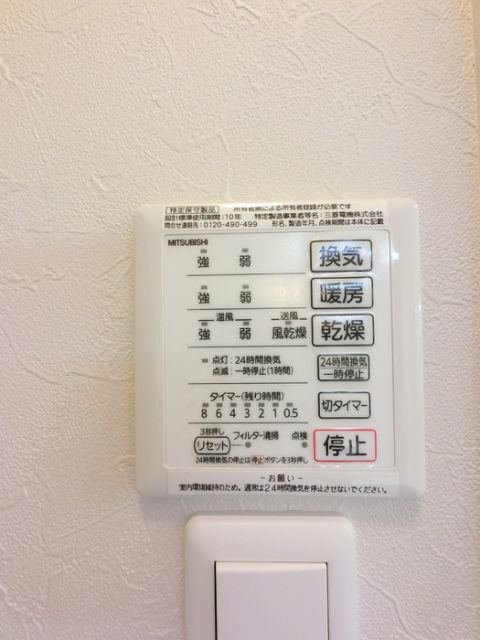 特定保守製品 所有者票による所有者登録が必要です
設計標準使用期間:10年 特定製造事業者等名:三菱電機株式会社
問合せ連絡先:0120-490-499 形名、製造年月、点検期間は本体に記載
MITSUBISHI
強 弱 換気
強 弱 暖房
温風 送風
強 弱 風乾燥 乾燥
点灯:24時間換気
点滅:一時停止(1時間)
24時間換気
一時停止
タイマー(残り時間)
8 6 4 3 2 1 0.5
切タイマー
3秒押し
リセット フィルター清掃 点検
停止
24時間換気の停止は停止ボタンを3秒押し
-お願い-
室内環境維持のため、通常は24時間換気を停止させないでください。